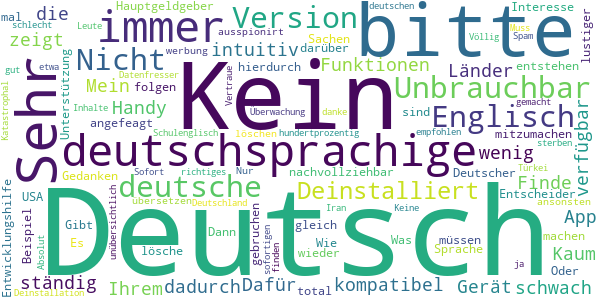 mal die Hauptgeldgeber
Leute immer Version ausspioniert bitte deutschen Interesse
schlecht zeigt Nicht intuitiv darüber Sachen Völlig Spam Muss lustiger
gut etwa Mein werbung hierdurch Funktionen Länder entstehen
Sehr Unterstützung Datenfresser folgen Vertraue Kein Unbrauchbar verfügbar
Katastrophal Inhalte Handy Überwachung danke sind Englisch mitzumachen
angefeagt Schulenglisch löschen hundertprozentig empfohlen gemacht sterben
Gedanken deutschsprachige wenig Türkei
Sofort richtiges Nur nachvollziehbar Deutscher Entscheider
USA übersetzen deutsche Deutschland Deinstalliert Finde ansonsten
Entwicklungshilfe Beispiel Gibt Es unübersichtlich Deutsch Iran Keine App
Dann gebrochen sofortigen finden gleich Wie Was müssen Sprache machen
Absolut ständig lösche wieder Oder Kaum
Deinstallation Ihrem dadurch Dafür total kompatibel Gerät ja schwach